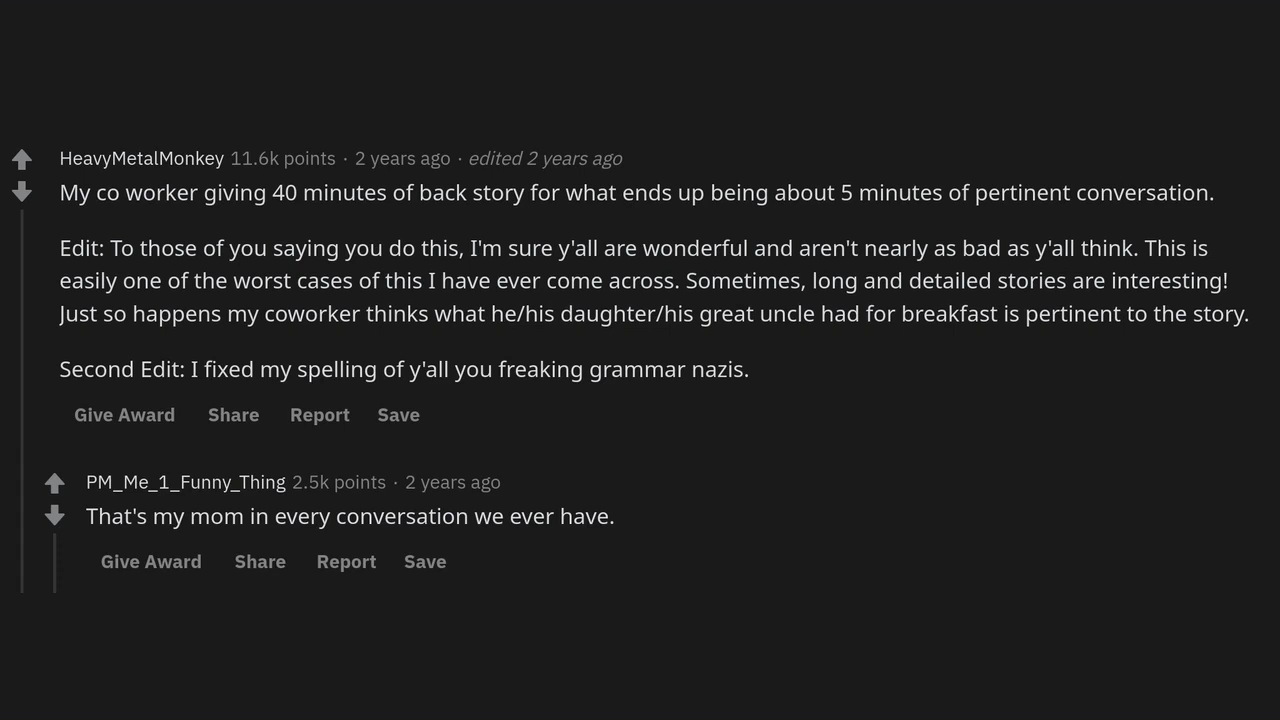 HeavyMetalMonkey 11.6k points · 2 years ago · edited 2 years ago
My co worker giving 40 minutes of back story for what ends up being about 5 minutes of pertinent conversation.
Edit: To those of you saying you do this, I'm sure y'all are wonderful and aren't nearly as bad as y'all think. This is
easily one of the worst cases of this I have ever come across. Sometimes, long and detailed stories are interesting!
Just so happens my coworker thinks what he/his daughter/his great uncle had for breakfast is pertinent to the story.
Second Edit: I fixed my spelling of y'all you freaking grammar nazis.
Give Award Share Report Save
PM_Me_1_Funny_Thing 2.5k points · 2 years ago
That's my mom in every conversation we ever have.
Give Award Share Report Save